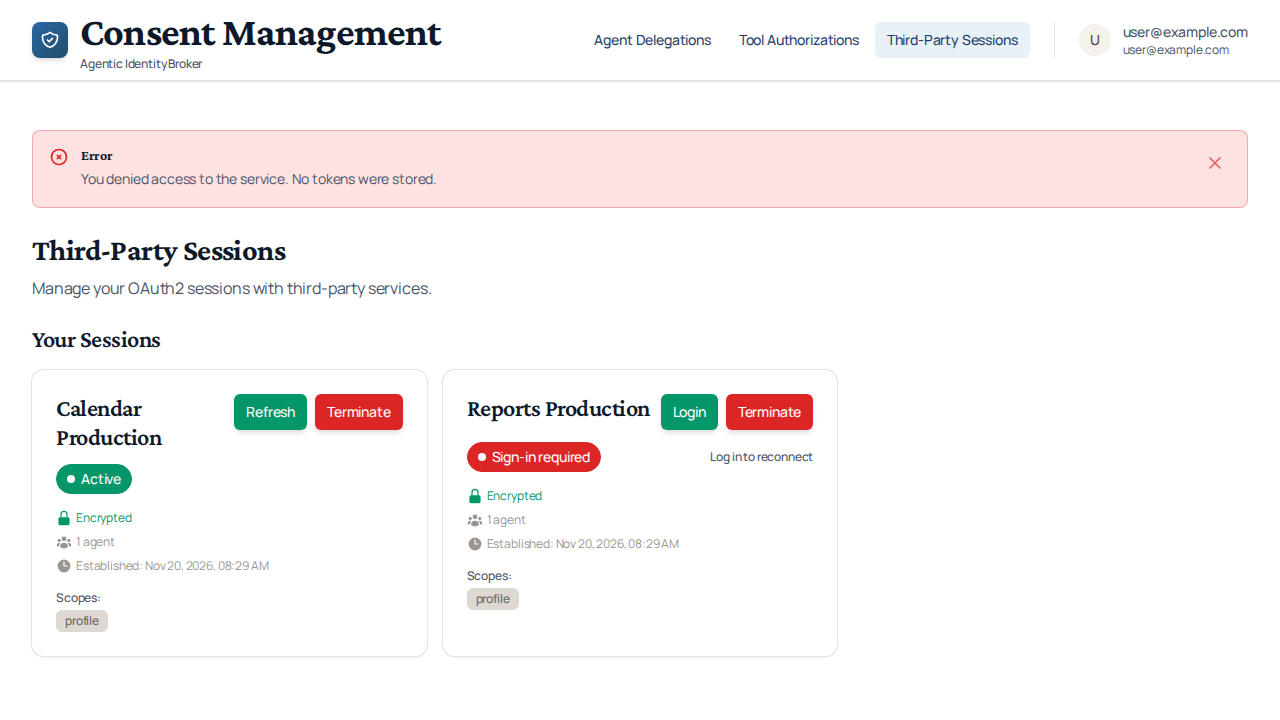 Consent Management
Agentic Identity Broker
Agent Delegations
Tool Authorizations
Third-Party Sessions
U
user@example.com
user@example.com
Error
You denied access to the service. No tokens were stored.
Third-Party Sessions
Manage your OAuth2 sessions with third-party services.
Your Sessions
Calendar
Production
Refresh
Terminate
Active
Encrypted
1 agent
Established: Nov 20, 2026, 08:29 AM
Scopes:
profile
Reports Production
Login
Terminate
Sign-in required
Log in to reconnect
Encrypted
1 agent
Established: Nov 20, 2026, 08:29 AM
Scopes:
profile